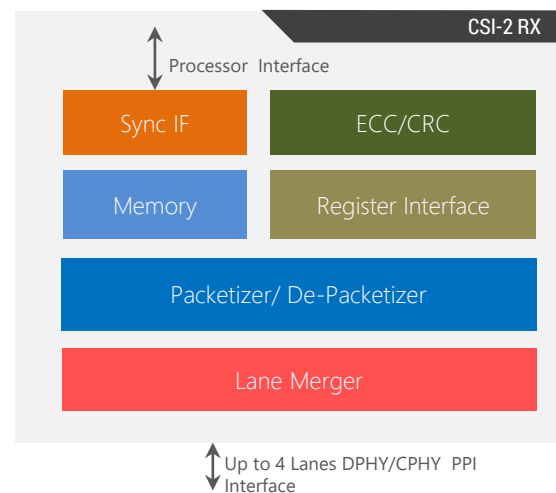 CSI-2 RX
Processor Interface
Sync IF
ECC/CRC
Memory
Register Interface
Packetizer/ De-Packetizer
Lane Merger
Up to 4 Lanes DPHY/CPHY PPI
Interface